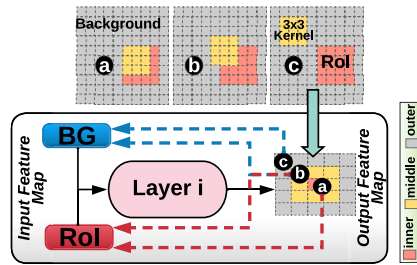 Background
3x3
Kernel
a
b
c
RoI
BG
Input Feature
Map
Layer i
RoI
c
b
a
Output Feature
Map
outer
middle
inner